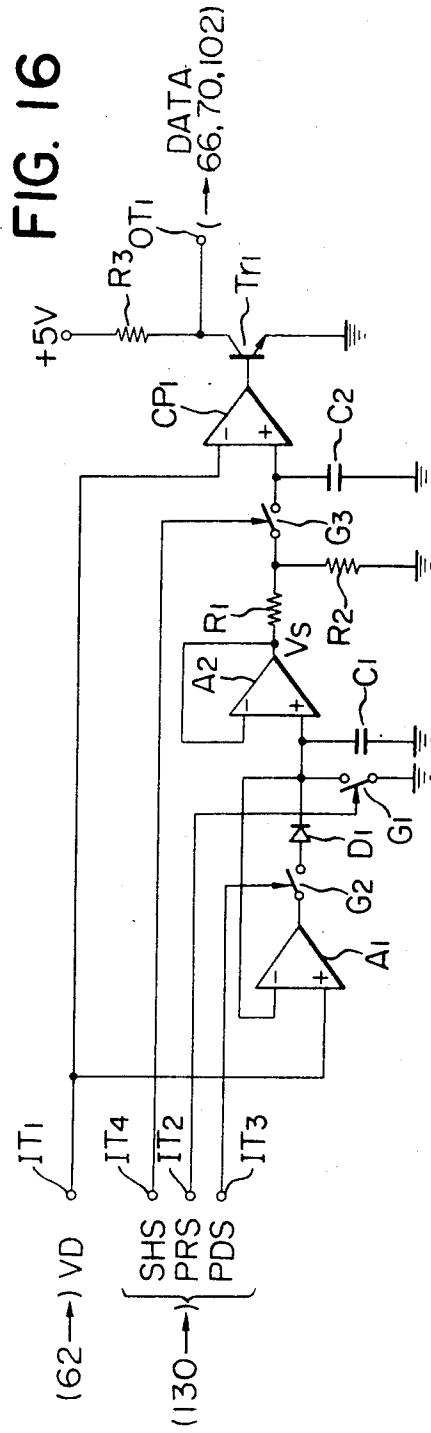 FIG. 16
(62→) VD
IT1
(130→)
SHS
IT4
PRS
IT2
PDS
IT3
A1
G2
D1
G1
C1
A2
VS
R1
R2
G3
C2
CP1
Tr1
+5V
R3
OT1
(→ DATA
66,70,102)